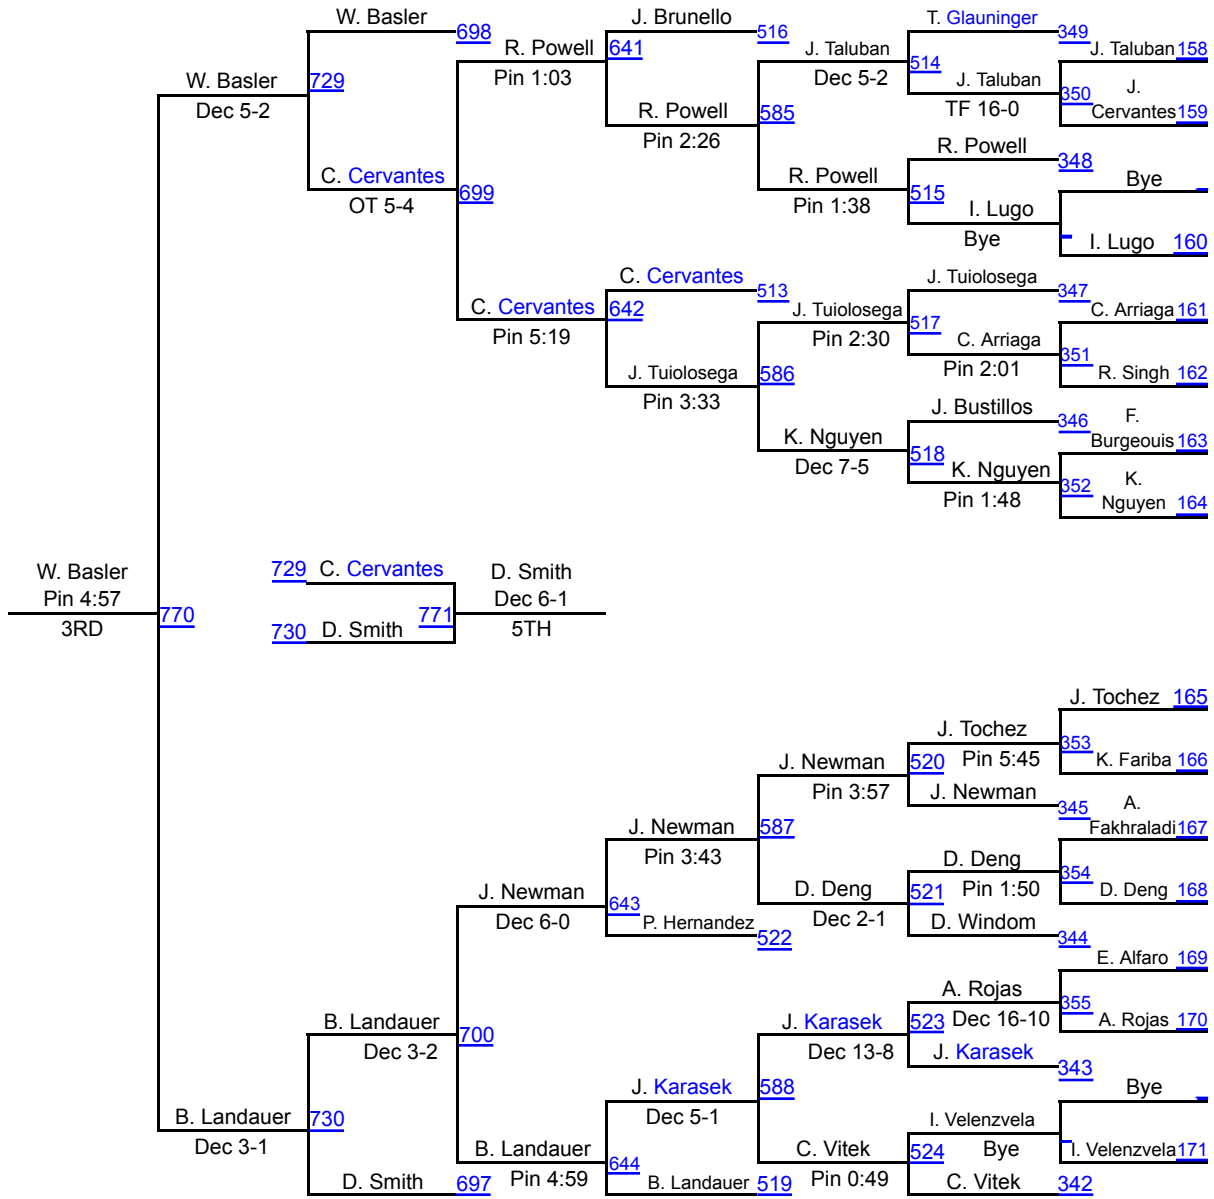 W. Basler
698
J. Brunello
516
T. Glauninger
349
R. Powell
641
J. Taluban
J. Taluban 158
Pin 1:03
514
W. Basler
729
Dec 5-2
J. Taluban
350
J.
Dec 5-2
R. Powell
585
TF 16-0
Cervantes 159
Pin 2:26
R. Powell
348
C. Cervantes
699
R. Powell
515
Bye
OT 5-4
Pin 1:38
I. Lugo
Bye
I. Lugo 160
C. Cervantes
513
J. Tuiolosega
347
C. Cervantes
642
J. Tuiolosega
517
C. Arriaga 161
Pin 5:19
Pin 2:30
C. Arriaga
351
J. Tuiolosega
586
Pin 2:01
R. Singh 162
Pin 3:33
J. Bustillos
346
F.
K. Nguyen
518
Burgeouis 163
Dec 7-5
K. Nguyen
352
K.
Pin 1:48
Nguyen 164
W. Basler
729 C. Cervantes
D. Smith
Pin 4:57
770
771
Dec 6-1
3RD
730 D. Smith
5TH
J. Tochez 165
J. Tochez
353
J. Newman
520
Pin 5:45
K. Fariba 166
Pin 3:57
J. Newman
345
A.
J. Newman
587
Fakhraladi 167
Pin 3:43
D. Deng
354
J. Newman
643
D. Deng
521
Pin 1:50
D. Deng 168
Dec 6-0
P. Hernandez
522
Dec 2-1
D. Windom
344
E. Alfaro 169
A. Rojas
355
B. Landauer
700
J. Karasek
523
Dec 16-10
A. Rojas 170
Dec 3-2
Dec 13-8
J. Karasek
343
J. Karasek
588
Bye
B. Landauer
730
Dec 5-1
I. Velenzvela
Dec 3-1
B. Landauer
644
C. Vitek
524
Bye
I. Velenzvela 171
D. Smith
697
Pin 4:59
B. Landauer
519
Pin 0:49
C. Vitek
342